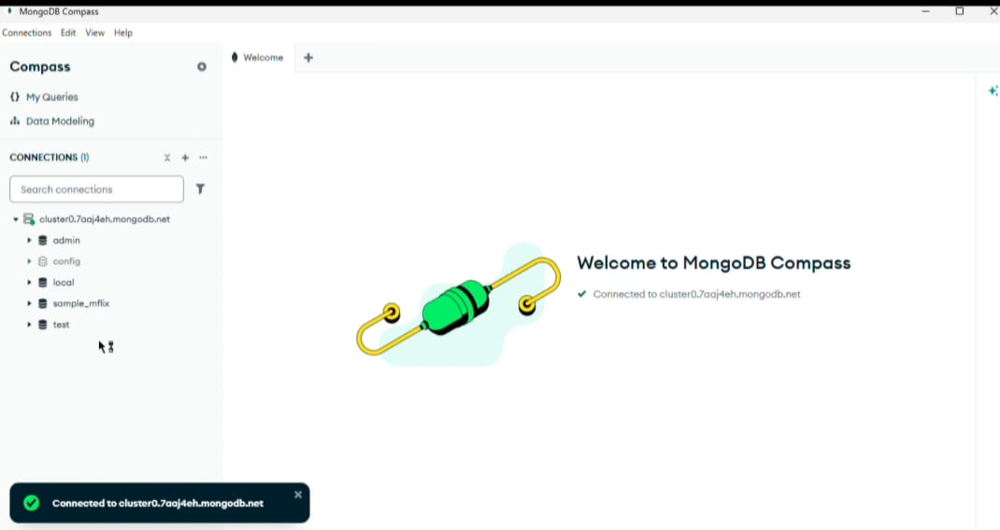 MongoDB Compass
Connections Edit View Help
Compass
Welcome
My Queries
Data Modeling
CONNECTIONS (1)
Search connections
cluster0.7aaj4eh.mongodb.net
admin
config
local
sample_mflix
test
Welcome to MongoDB Compass
Connected to cluster0.7aaj4eh.mongodb.net
Connected to cluster0.7aaj4eh.mongodb.net